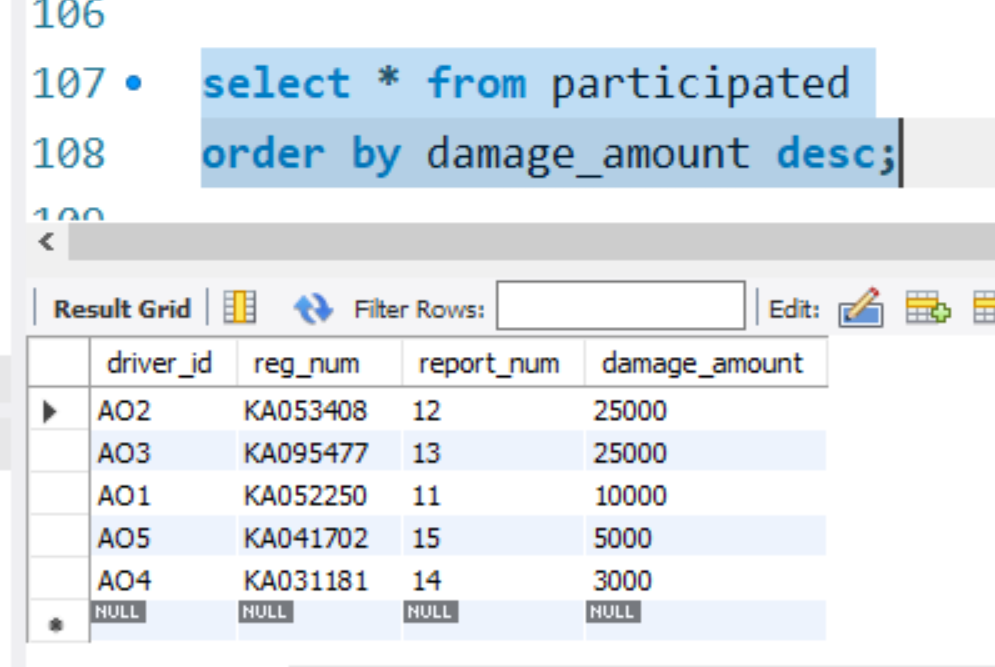 106
107 select * from participated
108 order by damage_amount desc;
109
Result Grid Filter Rows: Edit:
driver_id reg_num report_num damage_amount
AO2 KA053408 12 25000
AO3 KA095477 13 25000
AO1 KA052250 11 10000
AO5 KA041702 15 5000
AO4 KA031181 14 3000
NULL NULL NULL NULL